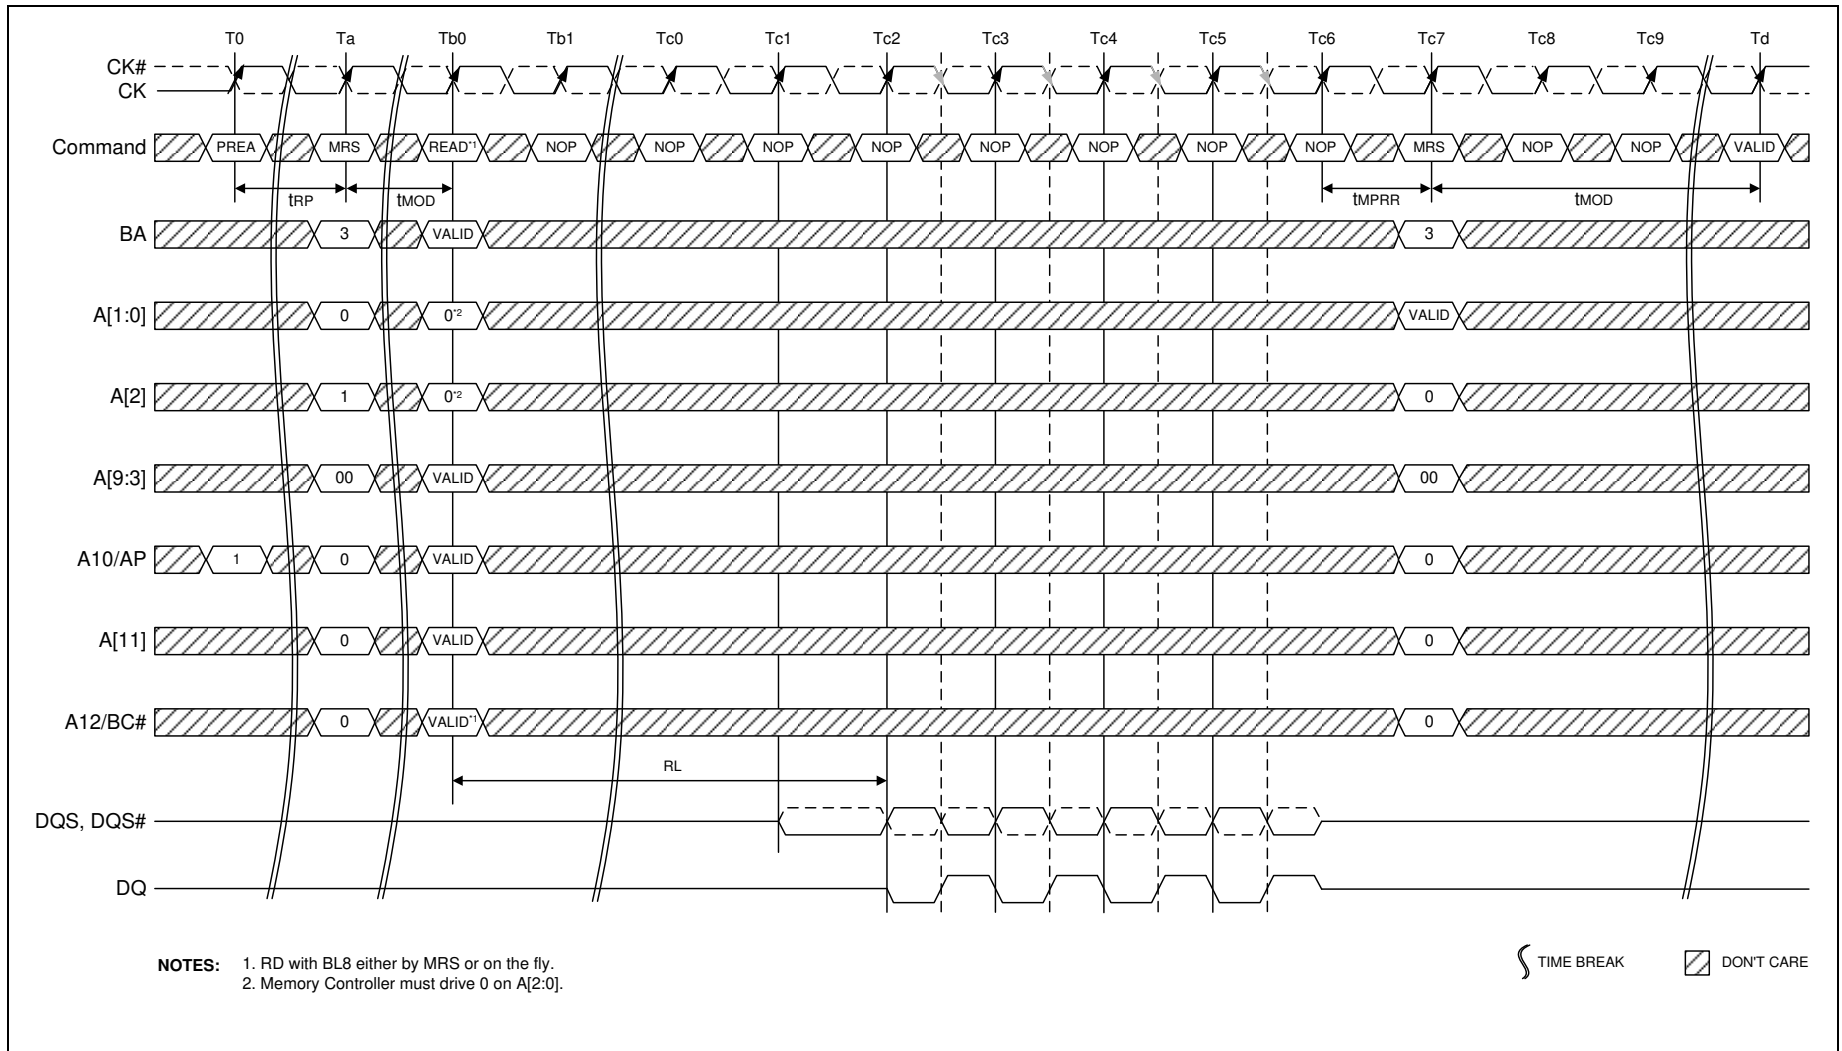 T0 Ta Tb0 Tb1 Tc0 Tc1 Tc2 Tc3 Tc4 Tc5 Tc6 Tc7 Tc8 Tc9 Td
CK#
CK
Command PREA MRS READ*1 NOP NOP NOP NOP NOP NOP NOP NOP MRS NOP NOP VALID
tRP tMOD tMPRR tMOD
BA 3 VALID 3
A[1:0] 0 0*2 VALID
A[2] 1 0*2 0
A[9:3] 00 VALID 00
A10/AP 1 0 VALID 0
A[11] 0 VALID 0
A12/BC# 0 VALID*1 0
RL
DQS, DQS#
DQ
NOTES: 1. RD with BL8 either by MRS or on the fly.
2. Memory Controller must drive 0 on A[2:0].
TIME BREAK DON'T CARE